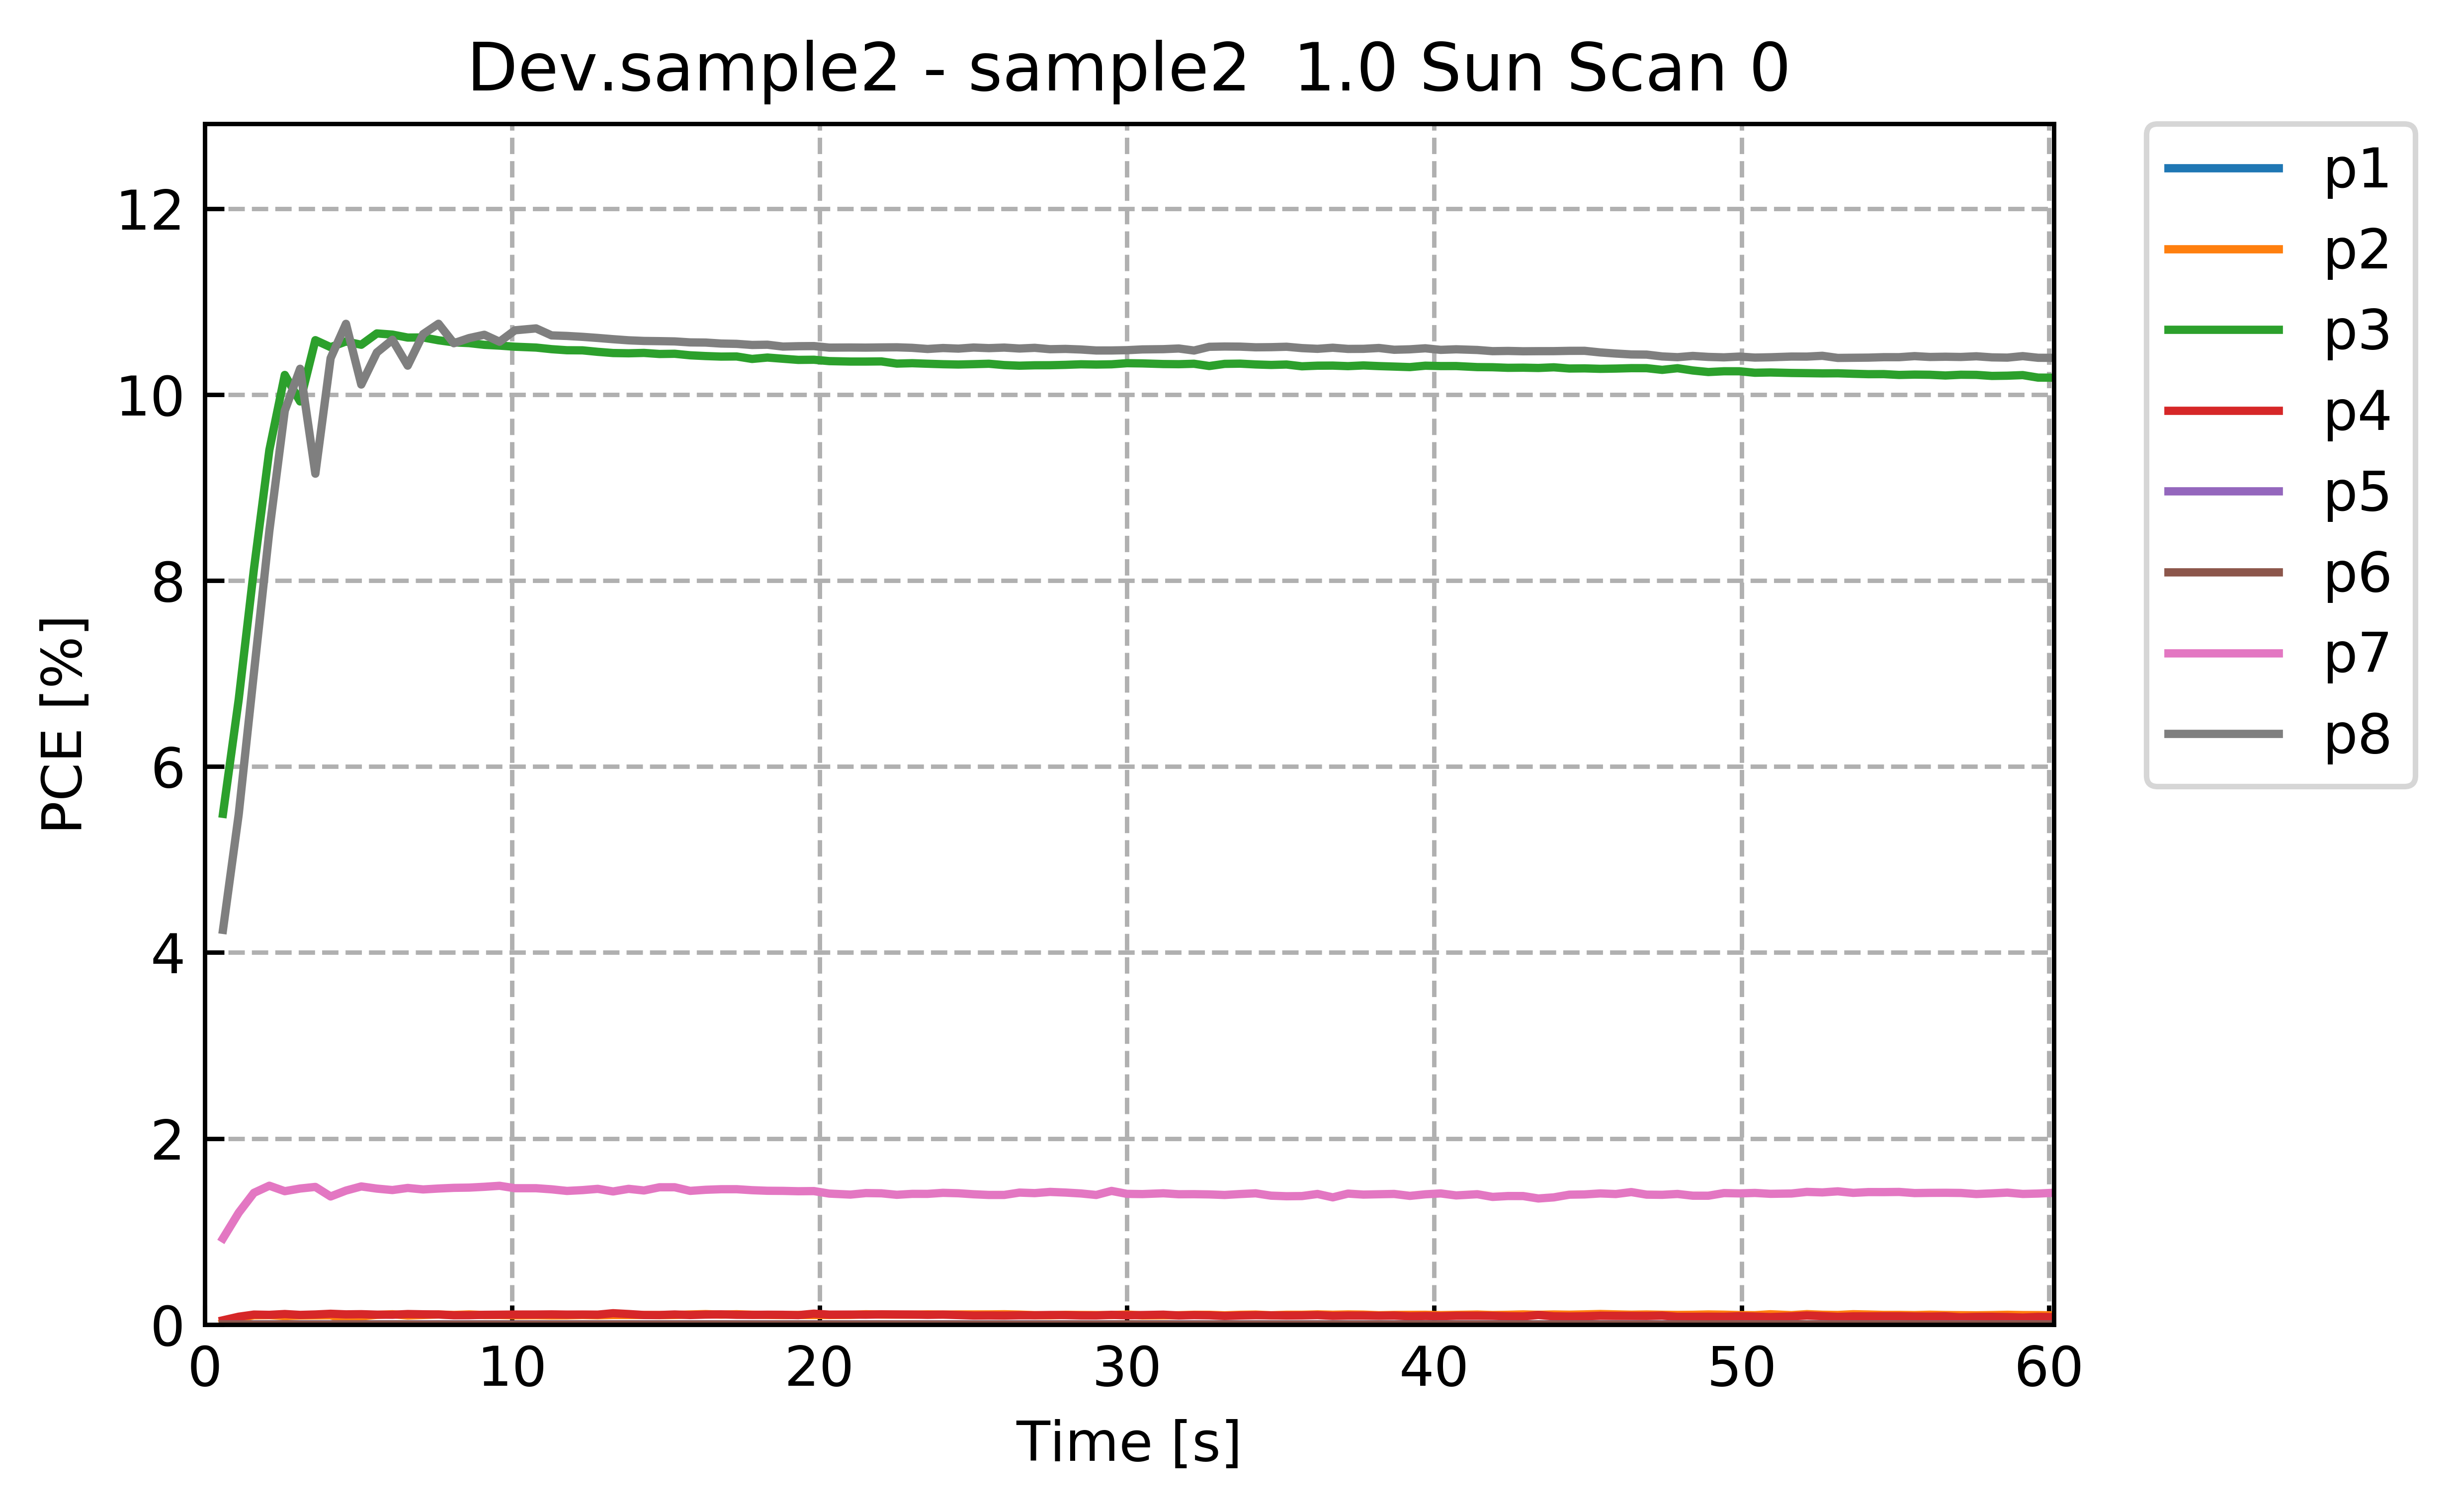 Dev.sample2 - sample2  1.0 Sun Scan 0
PCE [%]
12
10
8
6
4
2
0
0 10 20 30 40 50 60
Time [s]
p1
p2
p3
p4
p5
p6
p7
p8